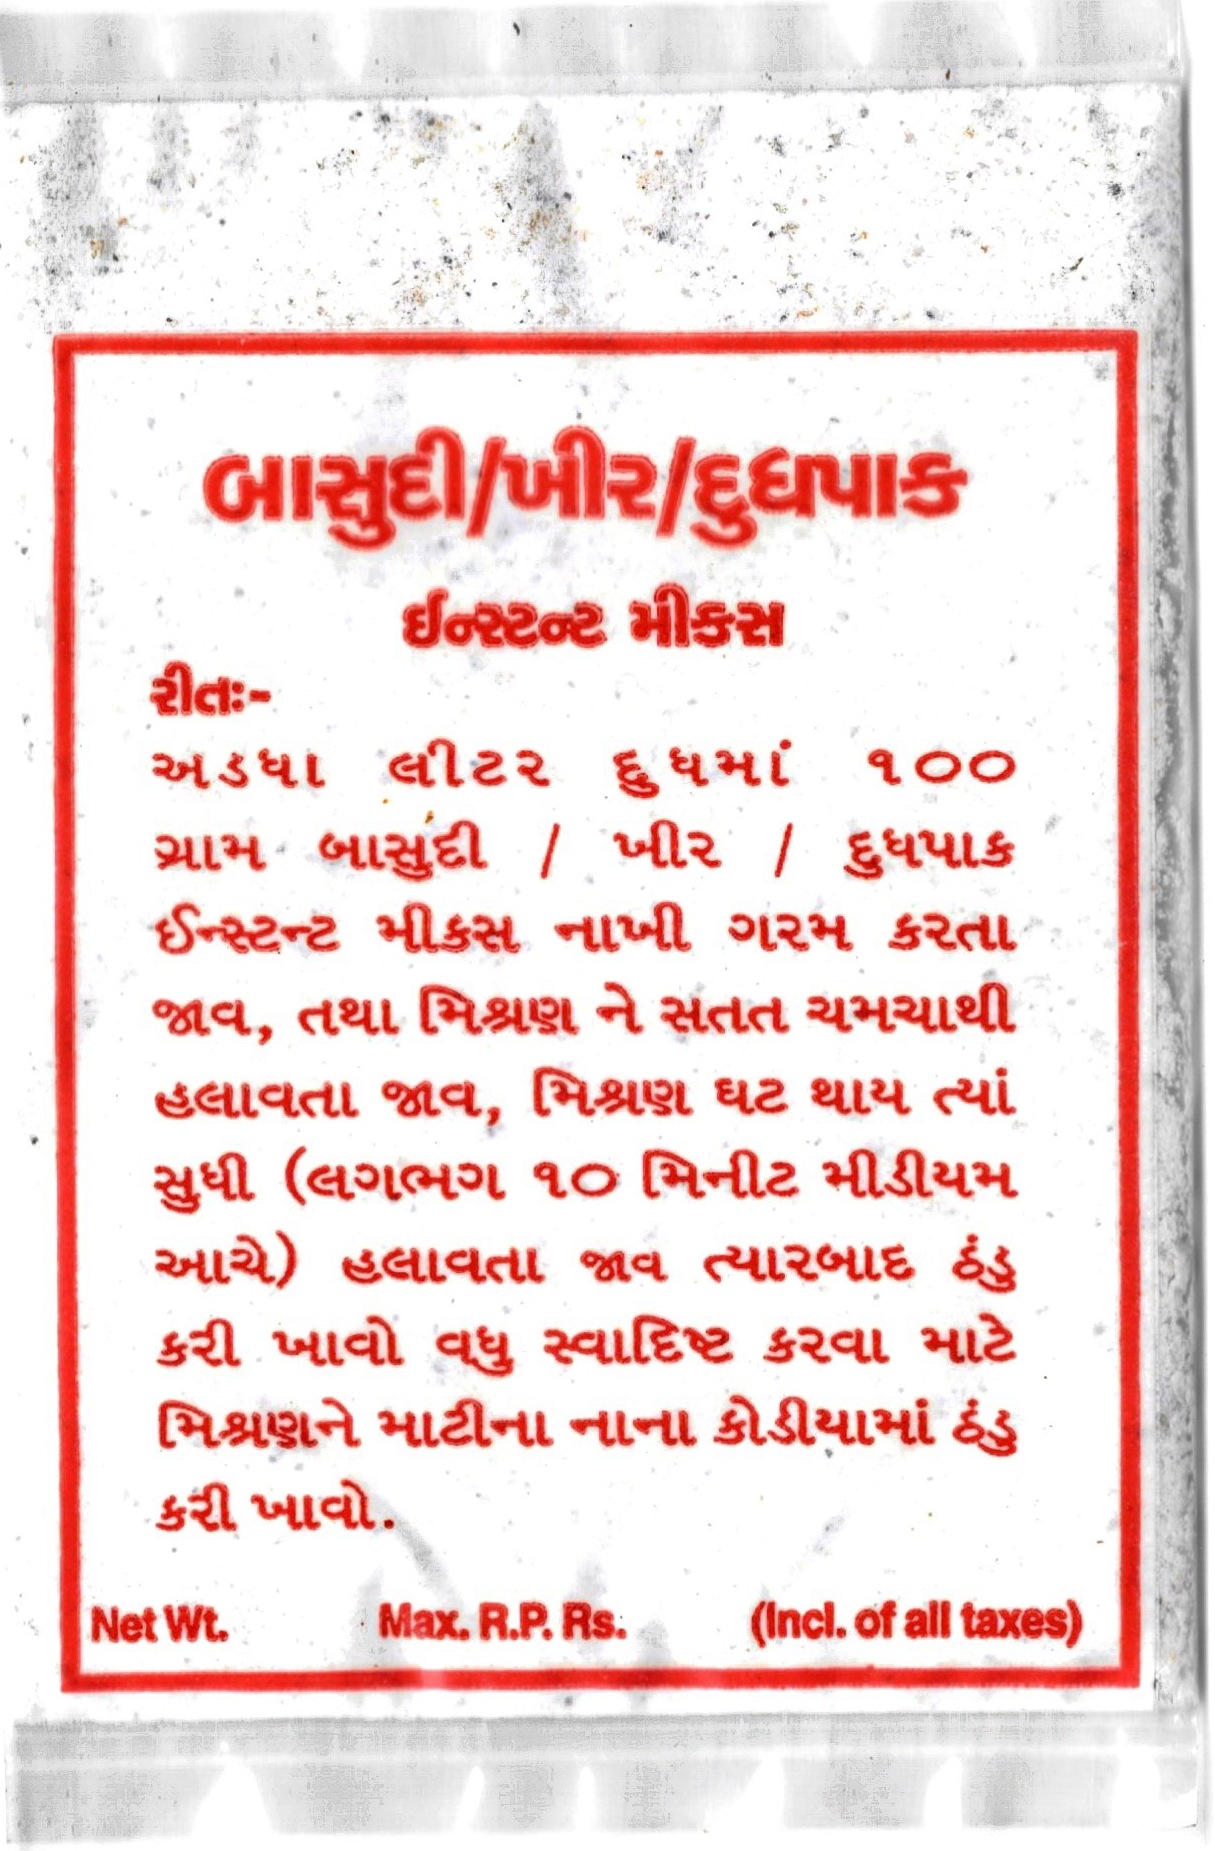 બાસુદી/ખીર/દુધપાક
ઈન્સ્ટન્ટ મીકસ
રીતઃ-
અડધા લીટર દુધમાં ૧૦૦
ગ્રામ બાસુદી / ખીર / દુધપાક
ઈન્સ્ટન્ટ મીકસ નાખી ગરમ કરતા
જાવ, તથા મિશ્રણ ને સતત ચમચાથી
હલાવતા જાવ, મિશ્રણ ઘટ થાય ત્યાં
સુધી (લગભગ ૧૦ મિનીટ મીડીયમ
આચે) હલાવતા જાવ ત્યારબાદ ઠંડુ
કરી ખાવો વધુ સ્વાદિષ્ટ કરવા માટે
મિશ્રણને માટીના નાના કોડીયામાં ઠંડુ
કરી ખાવો.
Net Wt. Max. R.P. Rs. (Incl. of all taxes)